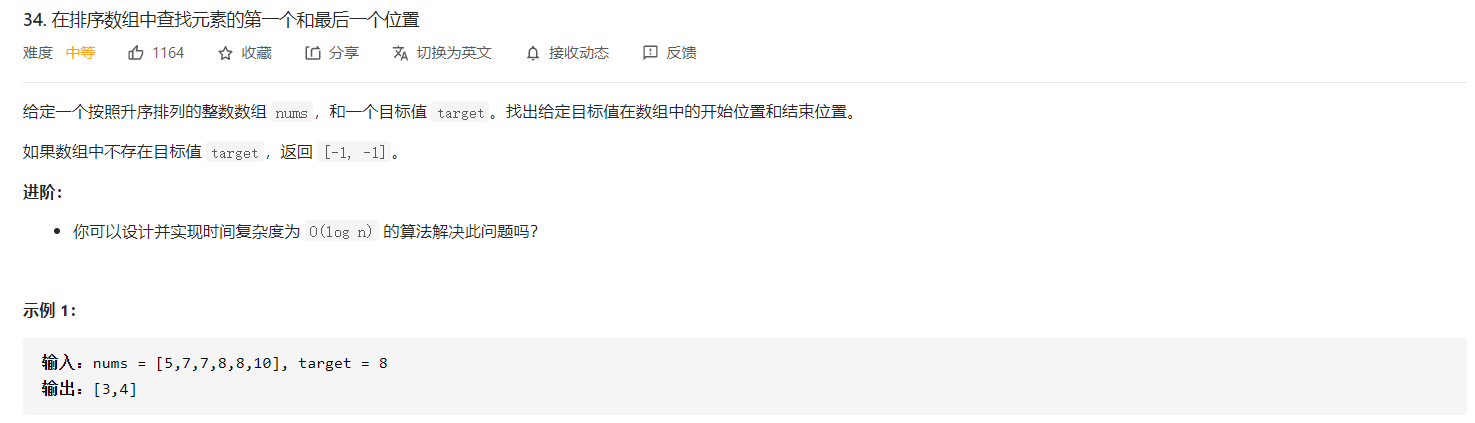 34. 在排序数组中查找元素的第一个和最后一个位置
难度 中等 1164 收藏 分享 切换为英文 接收动态 反馈
给定一个按照升序排列的整数数组 nums，和一个目标值 target。找出给定目标值在数组中的开始位置和结束位置。
如果数组中不存在目标值 target，返回 [-1, -1]。
进阶：
• 你可以设计并实现时间复杂度为 O(log n) 的算法解决此问题吗？
示例 1：
输入：nums = [5,7,7,8,8,10], target = 8
输出：[3,4]